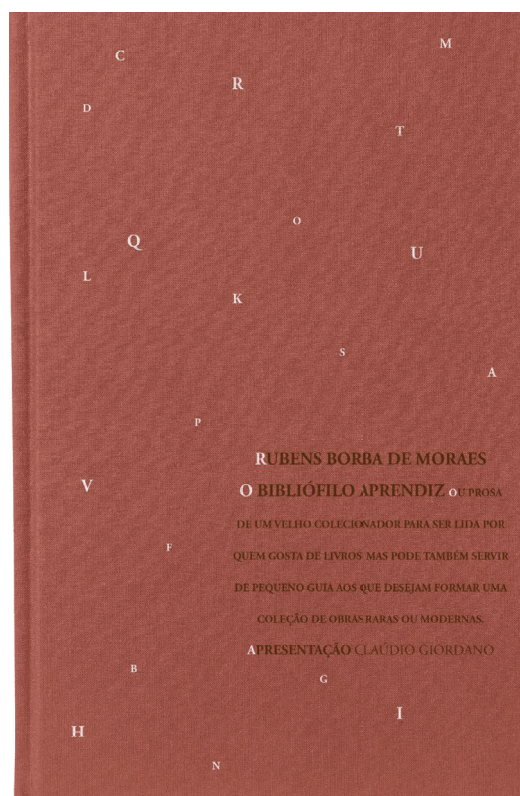 C
M
R
D
T
O
Q
U
L
K
S
A
P
RUBENS BORBA DE MORAES
V
O BIBLIÓFILO APRENDIZ OU PROSA
DE UM VELHO COLECIONADOR PARA SER LIDA POR
F
QUEM GOSTA DE LIVROS, MAS PODE TAMBÉM SERVIR
DE PEQUENO GUIA AOS QUE DESEJAM FORMAR UMA
COLEÇÃO DE OBRAS RARAS OU MODERNAS.
APRESENTAÇÃO CLAÚDIO GIORDANO
B
G
I
H
N